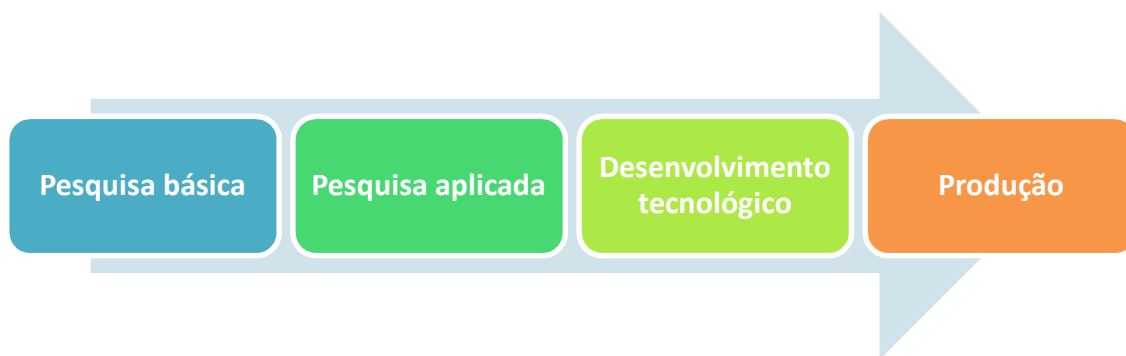 Pesquisa básica
Pesquisa aplicada
Desenvolvimento
tecnológico
Produção